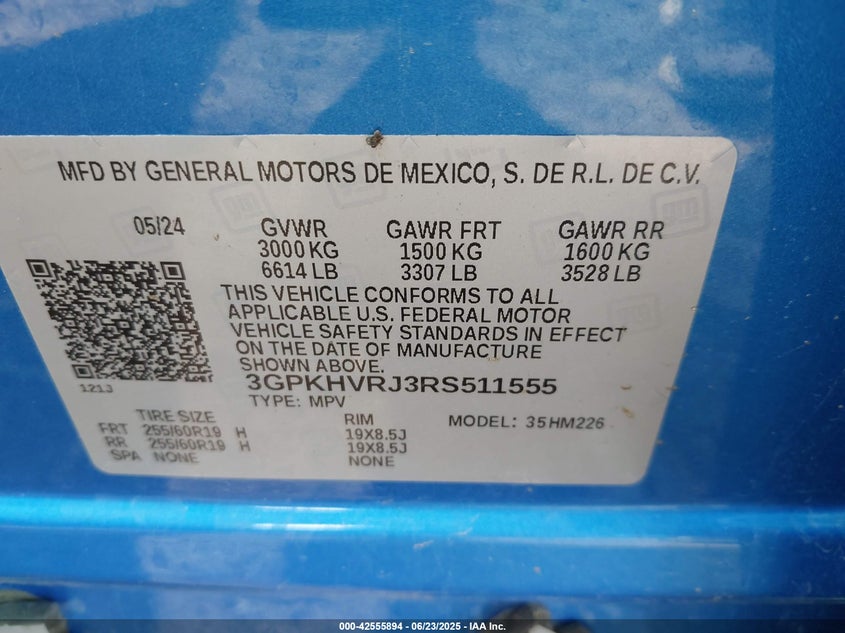 MFD BY GENERAL MOTORS DE MEXICO, S. DE R.L. DE C.V.
05/24 GVWR GAWR FRT GAWR RR
3000 KG 1500 KG 1600 KG
6614 LB 3307 LB 3528 LB
THIS VEHICLE CONFORMS TO ALL
APPLICABLE U.S. FEDERAL MOTOR
VEHICLE SAFETY STANDARDS IN EFFECT
ON THE DATE OF MANUFACTURE
SHOWN ABOVE.
121J
3GPKHVRJ3RS511555
TYPE: MPV
TIRE SIZE RIM MODEL: 35HM226
FRT 255/60R19 H 19X8.5J
RR 255/60R19 H 19X8.5J
SPA NONE NONE
000-42555894 - 06/23/2025 - IAA Inc.